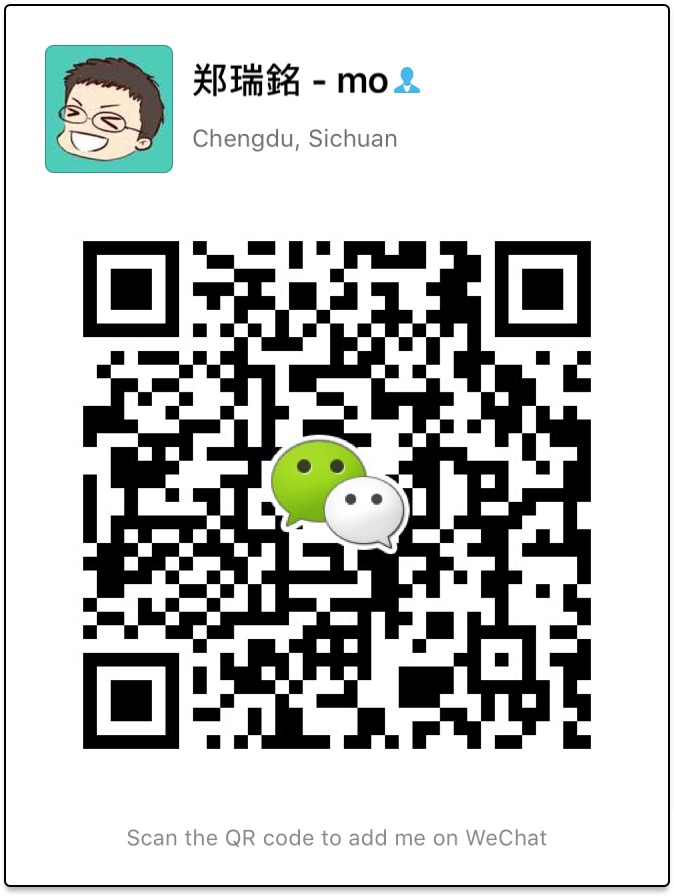 郑瑞銘 - mo
Chengdu, Sichuan
Scan the QR code to add me on WeChat